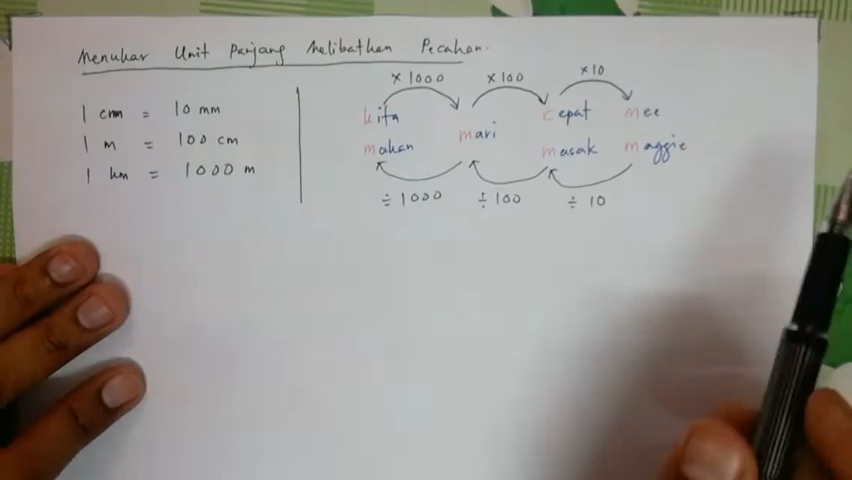 Menukar Unit Panjang Melibatkan Pecahan.
1 cm = 10 mm
1 m = 100 cm
1 km = 1000 m
×1000 ×100 ×10
kita cepat mee
mari
makan masak maggie
÷1000 ÷100 ÷10